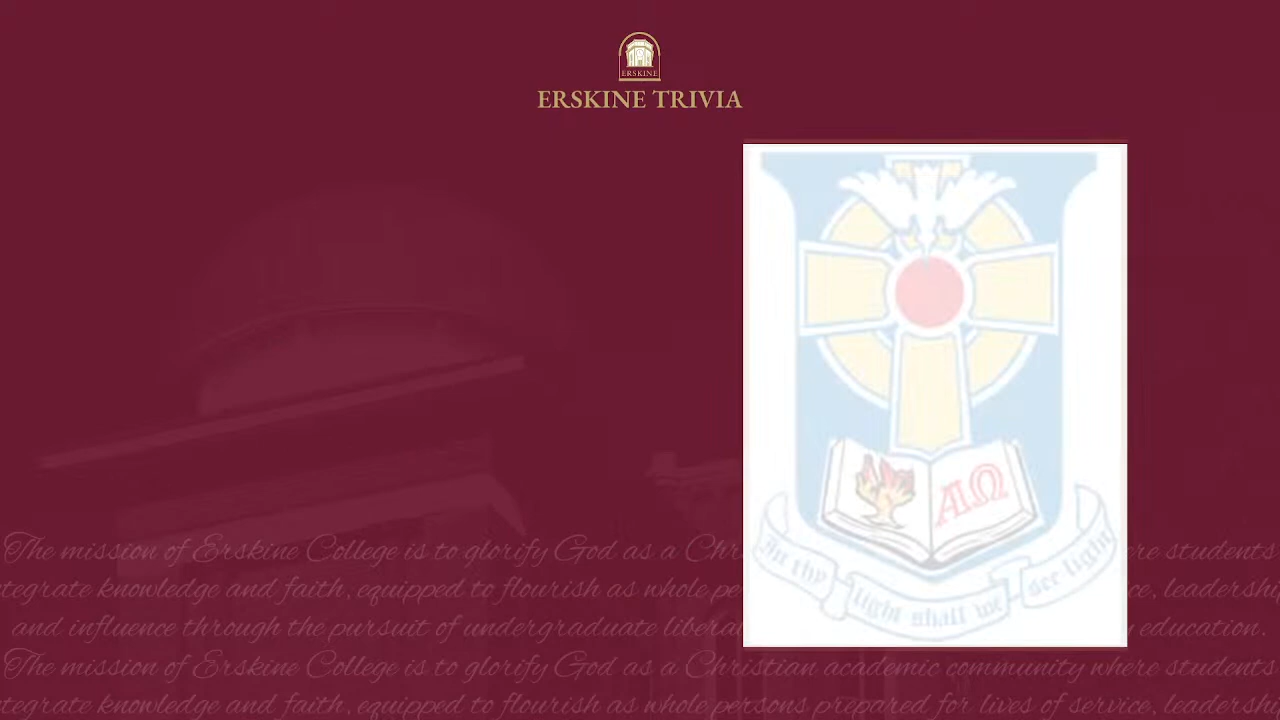 ERSKINE
ERSKINE TRIVIA
ΑΩ
In thy light shall we see light
The mission of Erskine College is to glorify God as a Chr ere students
tegrate knowledge and faith, equipped to flourish as whole pe ce, leadershi
and influence through the pursuit of undergraduate libera y education.
The mission of Erskine College is to glorify God as a Christian academic community where students
tegrate knowledge and faith, equipped to flourish as whole persons prepared for lives of service, leadershi